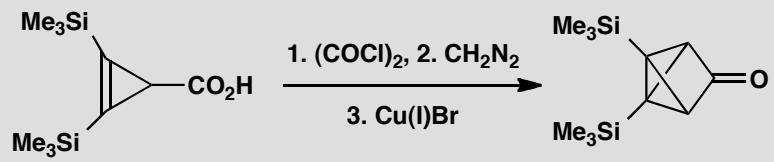 Me₃Si
Me₃Si
CO₂H
1. (COCl)₂, 2. CH₂N₂
3. Cu(I)Br
Me₃Si
Me₃Si
O